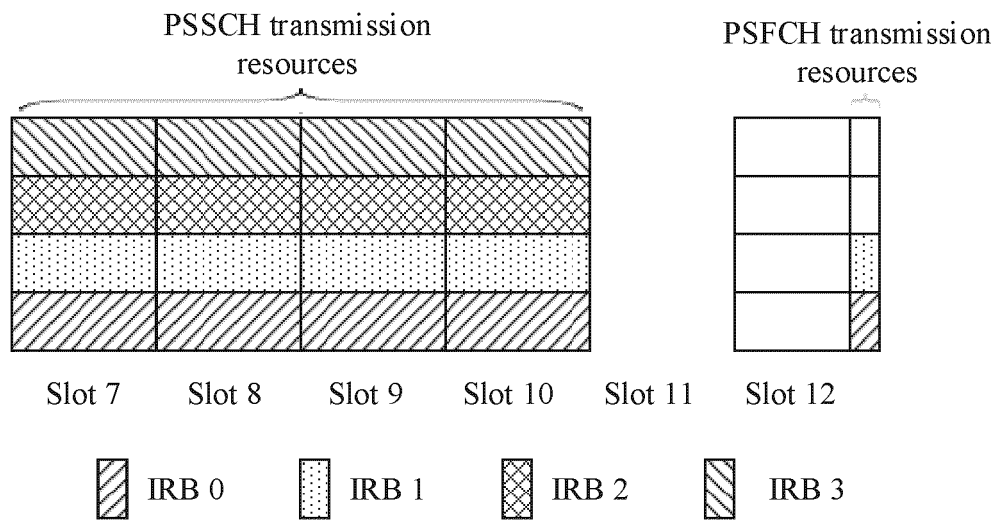 PSSCH transmission
resources
PSFCH transmission
resources
Slot 7 Slot 8 Slot 9 Slot 10 Slot 11 Slot 12
IRB 0 IRB 1 IRB 2 IRB 3